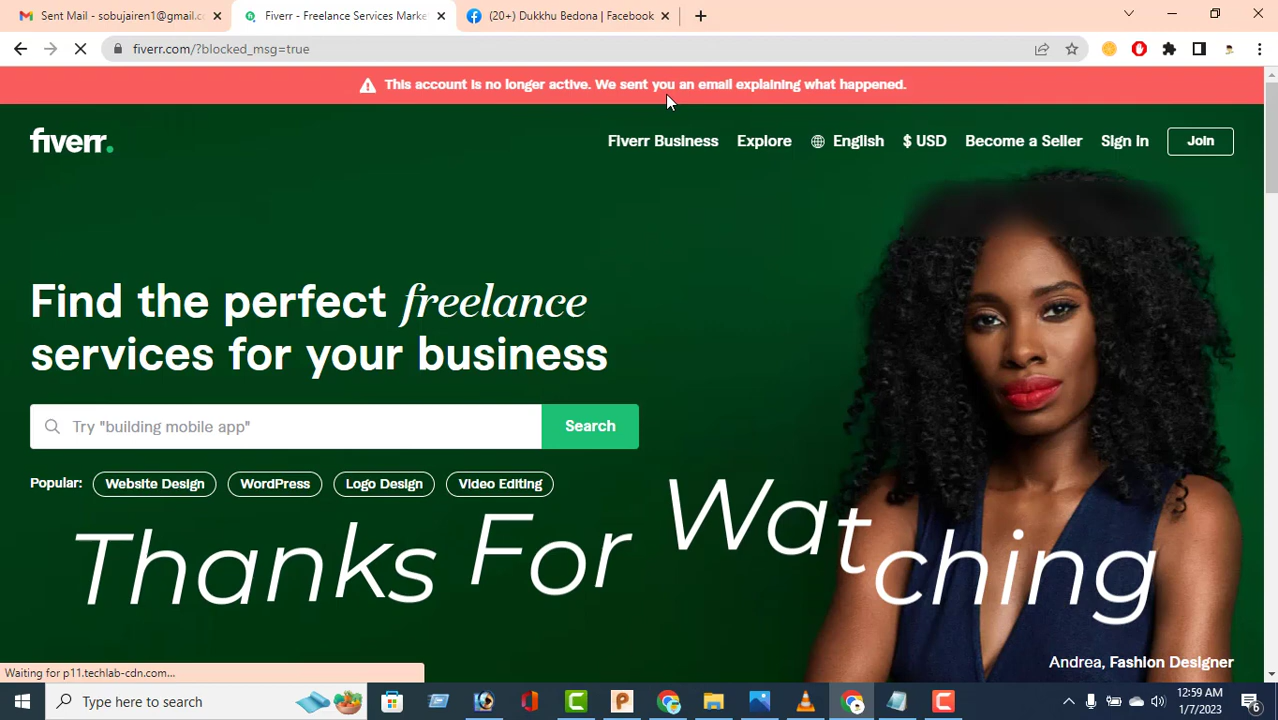 Sent Mail - sobujairen1@gmail.c
Fiverr - Freelance Services Marke
(20+) Dukkhu Bedona | Facebook
fiverr.com/?blocked_msg=true
This account is no longer active. We sent you an email explaining what happened.
fiverr.
Fiverr Business
Explore
English
$ USD
Become a Seller
Sign in
Join
Find the perfect freelance
services for your business
Try "building mobile app"
Search
Popular:
Website Design
WordPress
Logo Design
Video Editing
Thanks For Watching
Andrea, Fashion Designer
Waiting for p11.techlab-cdn.com...
Type here to search
12:59 AM
1/7/2023
6